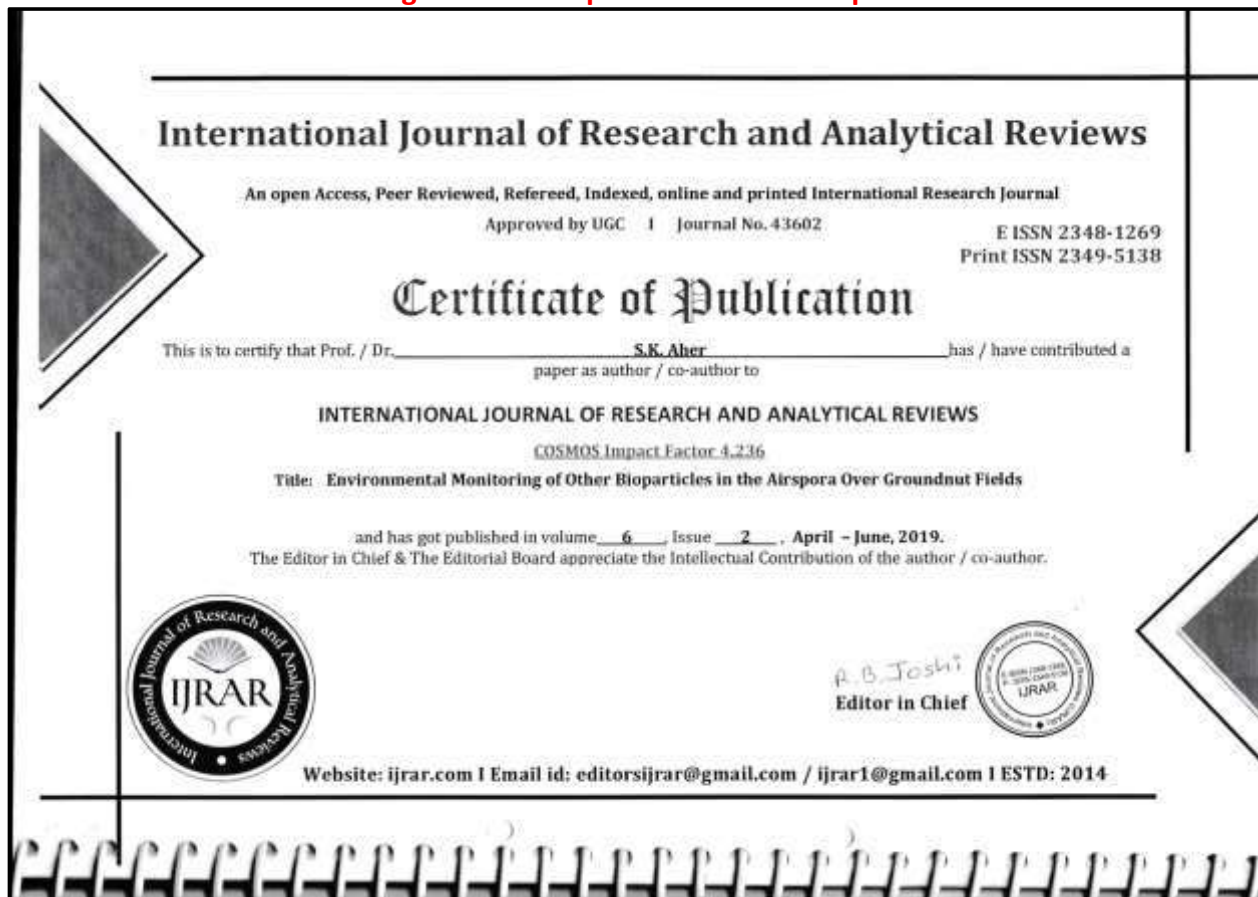 International Journal of Research and Analytical Reviews
An open Access, Peer Reviewed, Refereed, Indexed, online and printed International Research Journal
Approved by UGC I Journal No. 43602
E ISSN 2348-1269
Print ISSN 2349-5138
Certificate of Publication
This is to certify that Prof. / Dr. S.K. Aher has / have contributed a
paper as author / co-author to
INTERNATIONAL JOURNAL OF RESEARCH AND ANALYTICAL REVIEWS
COSMOS Impact Factor 4.236
Title: Environmental Monitoring of Other Bioparticles in the Airspora Over Groundnut Fields
and has got published in volume 6 , Issue 2 , April – June, 2019.
The Editor in Chief & The Editorial Board appreciate the Intellectual Contribution of the author / co-author.
International Journal of Research and Analytical Reviews
IJRAR
R.B.Joshi
Editor in Chief
IJRAR
Website: ijrar.com I Email id: editorsijrar@gmail.com / ijrar1@gmail.com I ESTD: 2014